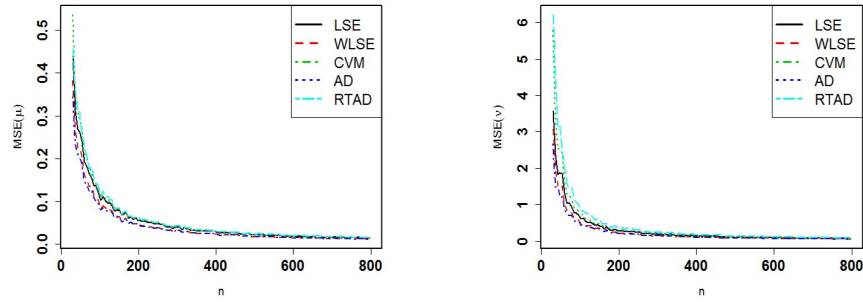 MSE(μ)
0.0
0.1
0.2
0.3
0.4
0.5
0
200
400
600
800
n
LSE
WLSE
CVM
AD
RTAD
MSE(ν)
0
1
2
3
4
5
6
0
200
400
600
800
n
LSE
WLSE
CVM
AD
RTAD